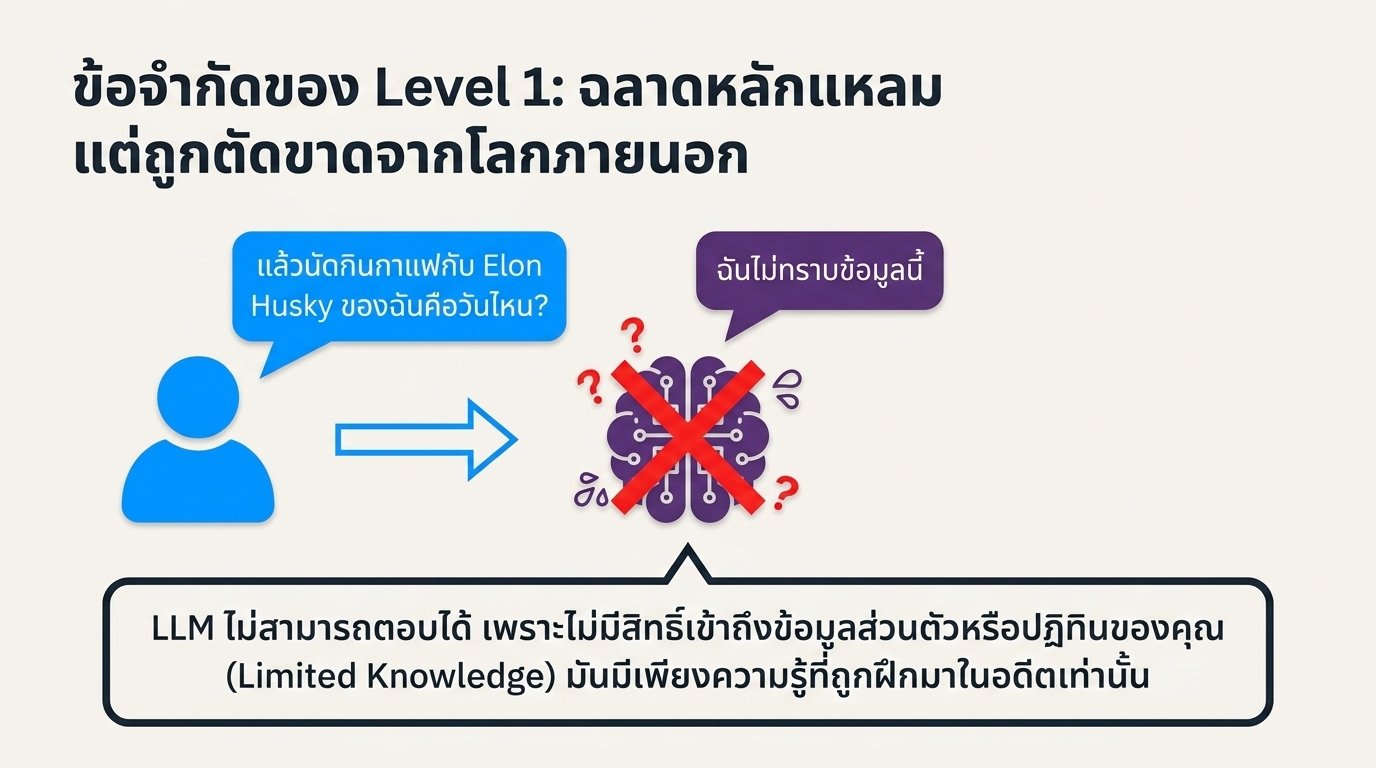 ข้อจำกัดของ Level 1: ฉลาดหลักแหลม
แต่ถูกตัดขาดจากโลกภายนอก
แล้วนัดกินกาแฟกับ Elon
Husky ของฉันคือวันไหน?
ฉันไม่ทราบข้อมูลนี้
?
?
?
LLM ไม่สามารถตอบได้ เพราะไม่มีสิทธิ์เข้าถึงข้อมูลส่วนตัวหรือปฏิทินของคุณ
(Limited Knowledge) มันมีเพียงความรู้ที่ถูกฝึกมาในอดีตเท่านั้น